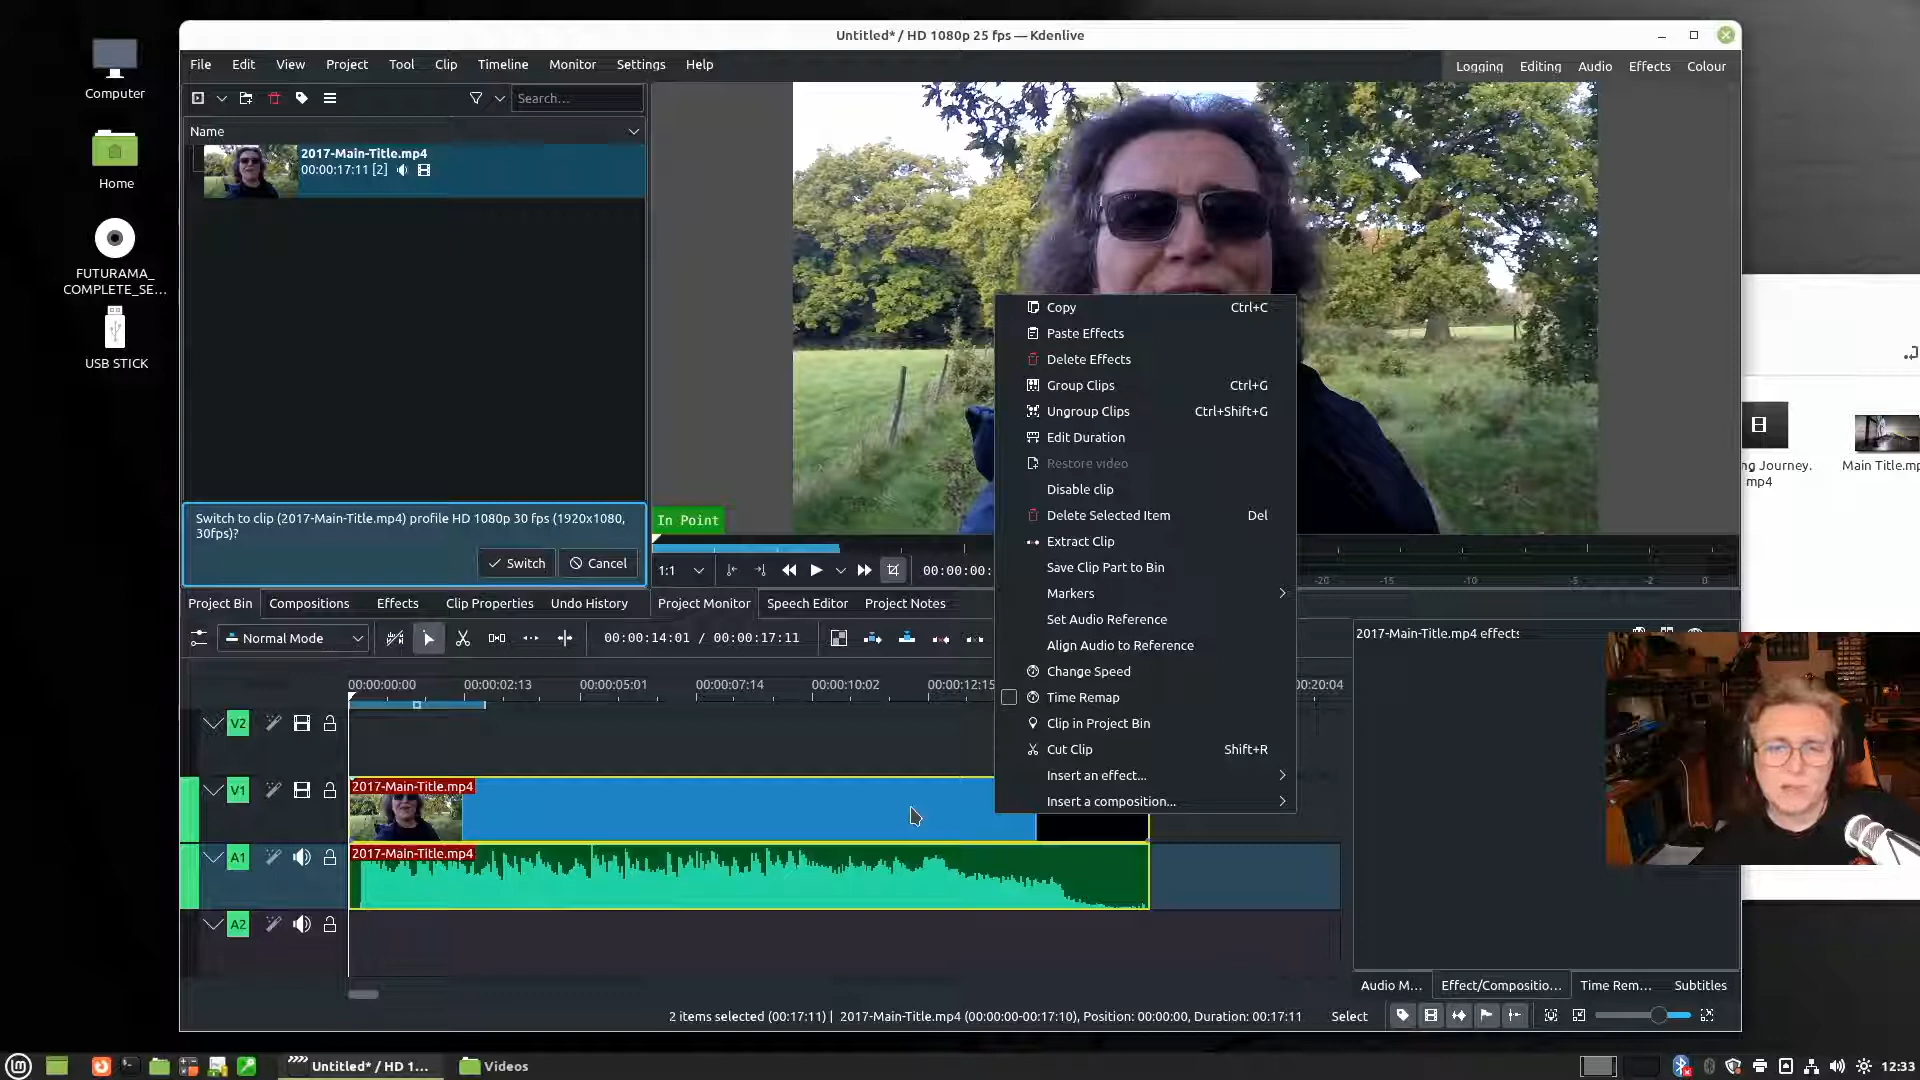 Untitled* / HD 1080p 25 fps — Kdenlive
File Edit View Project Tool Clip Timeline Monitor Settings Help
Logging Editing Audio Effects Colour
Computer
Home
FUTURAMA_
COMPLETE_SE...
USB STICK
Search...
Name
2017-Main-Title.mp4
00:00:17:11 [2]
Switch to clip (2017-Main-Title.mp4) profile HD 1080p 30 fps (1920x1080,
30fps)?
Switch Cancel
In Point
1:1
00:00:00:
-20 -15 -10 -5 0
Copy Ctrl+C
Paste Effects
Delete Effects
Group Clips Ctrl+G
Ungroup Clips Ctrl+Shift+G
Edit Duration
Restore video
Disable clip
Delete Selected Item Del
Extract Clip
Save Clip Part to Bin
Markers
Set Audio Reference
Align Audio to Reference
Change Speed
Time Remap
Clip in Project Bin
Cut Clip Shift+R
Insert an effect...
Insert a composition...
ng Journey.
mp4
Main Title.mp
Project Bin Compositions Effects Clip Properties Undo History Project Monitor Speech Editor Project Notes
Normal Mode
00:00:14:01 / 00:00:17:11
2017-Main-Title.mp4 effects
00:00:00:00 00:00:02:13 00:00:05:01 00:00:07:14 00:00:10:02 00:00:12:15
00:20:04
V2
V1
2017-Main-Title.mp4
A1
2017-Main-Title.mp4
A2
Audio M... Effect/Compositio... Time Rem... Subtitles
2 items selected (00:17:11) | 2017-Main-Title.mp4 (00:00:00-00:17:10), Position: 00:00:00, Duration: 00:17:11
Select
Untitled* / HD 1...
Videos
12:33